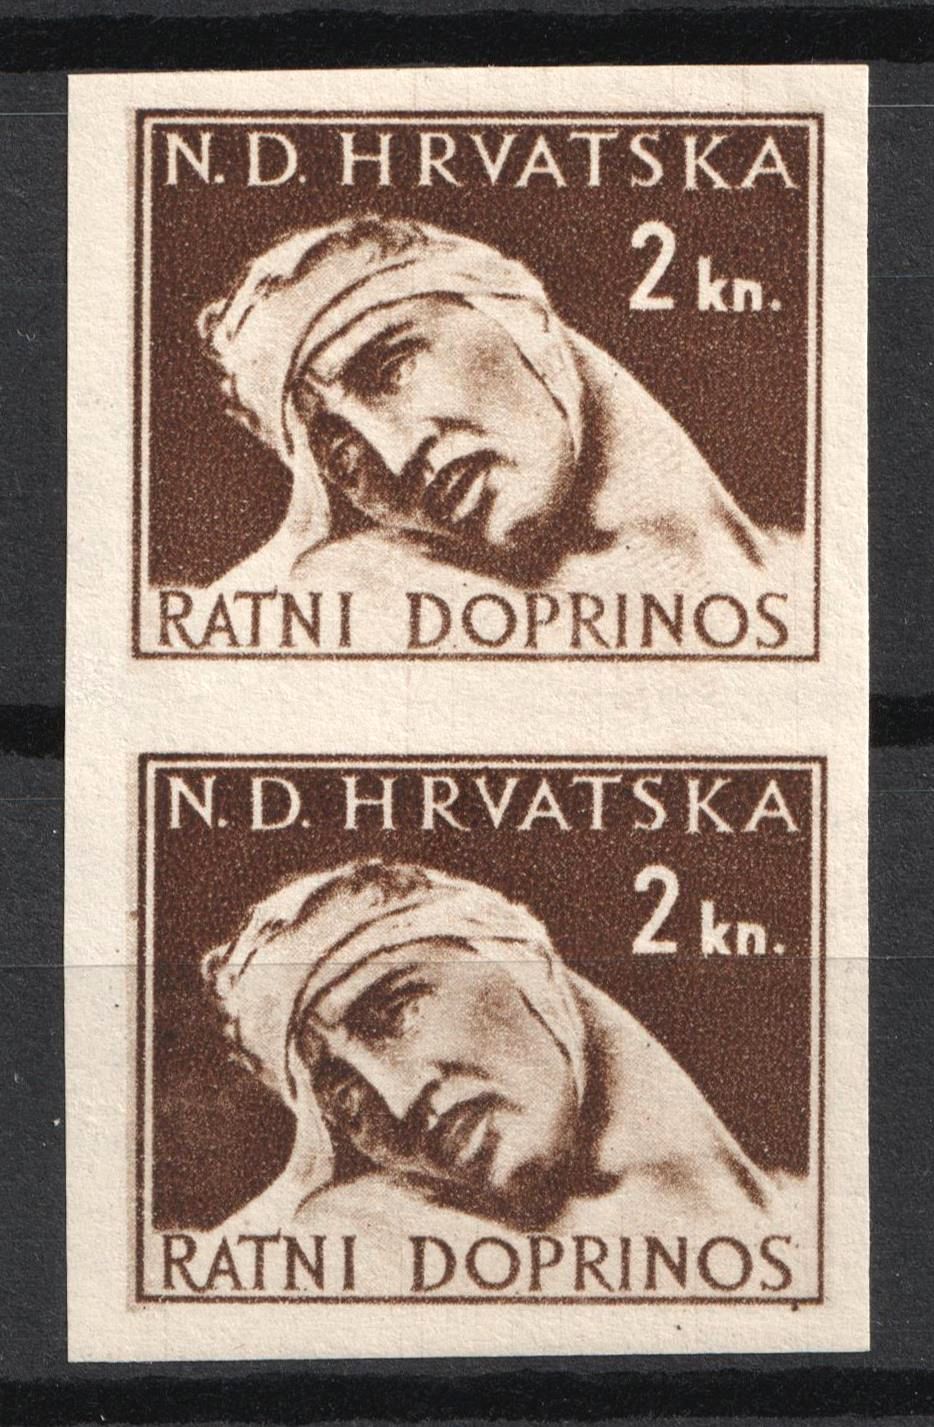 N. D. HRVATSKA
2 kn.
RATNI DOPRINOS
N. D. HRVATSKA
2 kn.
RATNI DOPRINOS